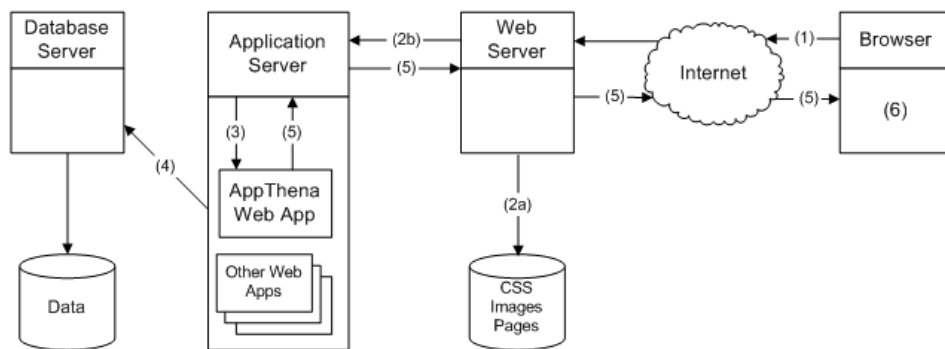 Database
Server
Application
Server
(2b)
(5)
Web
Server
(5)
Internet
(1)
(5)
Browser
(6)
(3)
(5)
(4)
AppThena
Web App
(2a)
Other Web
Apps
Data
CSS
Images
Pages